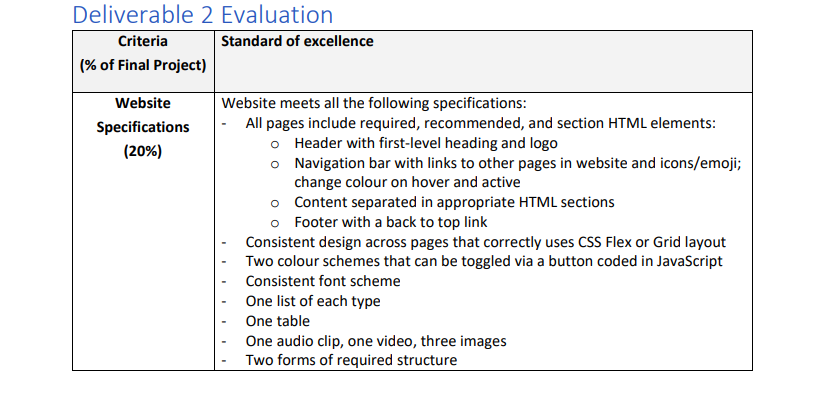 Deliverable 2 Evaluation
Criteria
(% of Final Project)
Standard of excellence
Website
Specifications
(20%)
Website meets all the following specifications:
- All pages include required, recommended, and section HTML elements:
o Header with first-level heading and logo
o Navigation bar with links to other pages in website and icons/emoji;
change colour on hover and active
o Content separated in appropriate HTML sections
o Footer with a back to top link
- Consistent design across pages that correctly uses CSS Flex or Grid layout
- Two colour schemes that can be toggled via a button coded in JavaScript
- Consistent font scheme
- One list of each type
- One table
- One audio clip, one video, three images
- Two forms of required structure